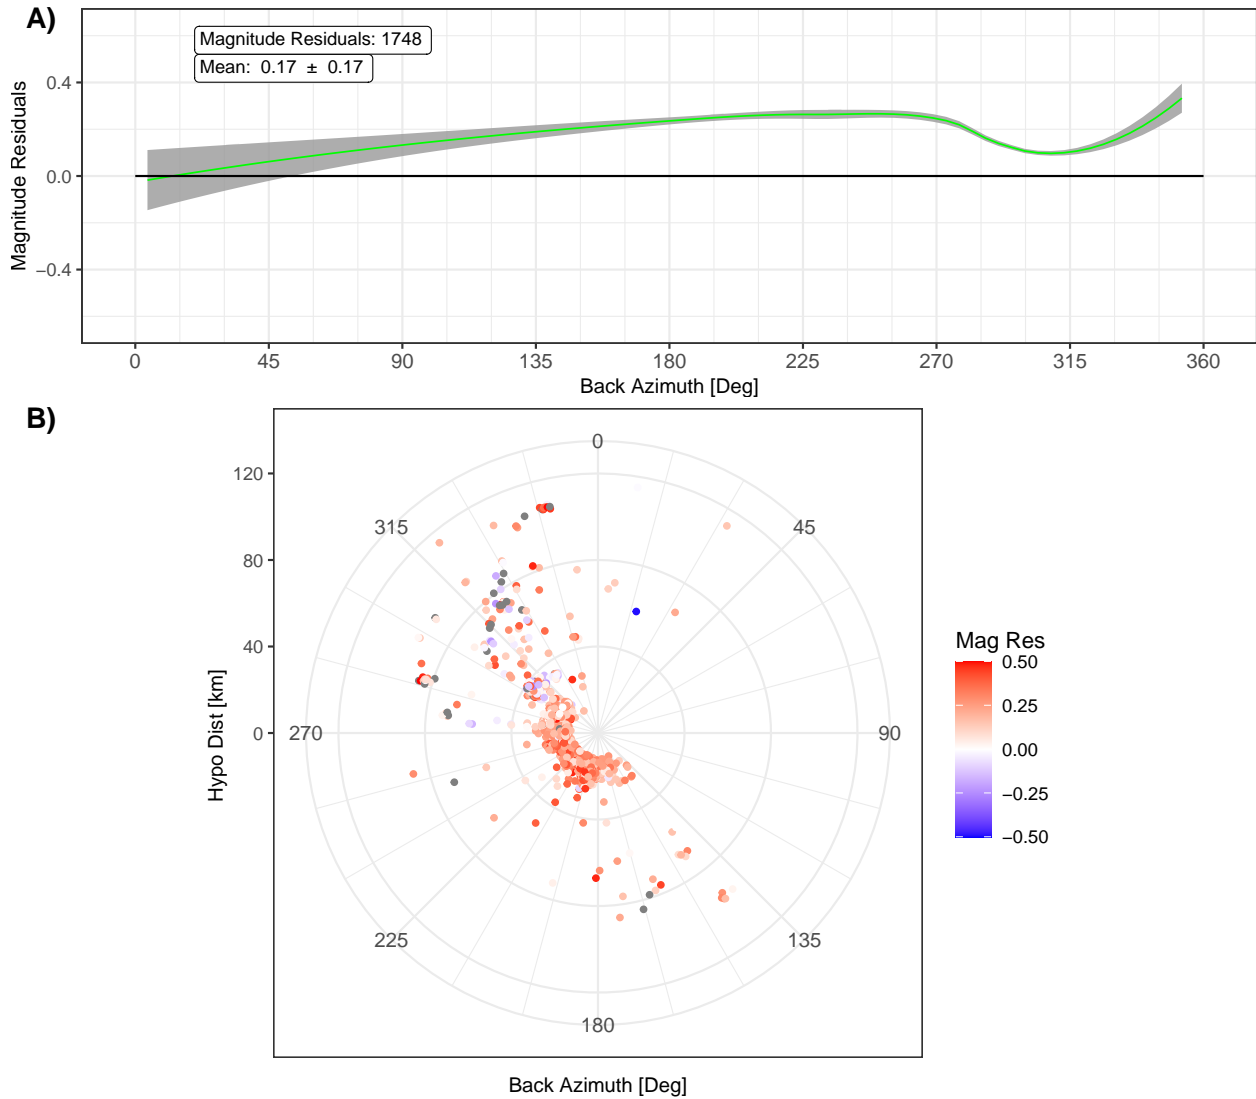 A)
Magnitude Residuals: 1748
Mean:  0.17  ±  0.17
Magnitude Residuals
0.4
0.0
−0.4
0 45 90 135 180 225 270 315 360
Back Azimuth [Deg]
B)
Hypo Dist [km]
120
80
40
0
0
45
90
135
180
225
270
315
Back Azimuth [Deg]
Mag Res
0.50
0.25
0.00
−0.25
−0.50